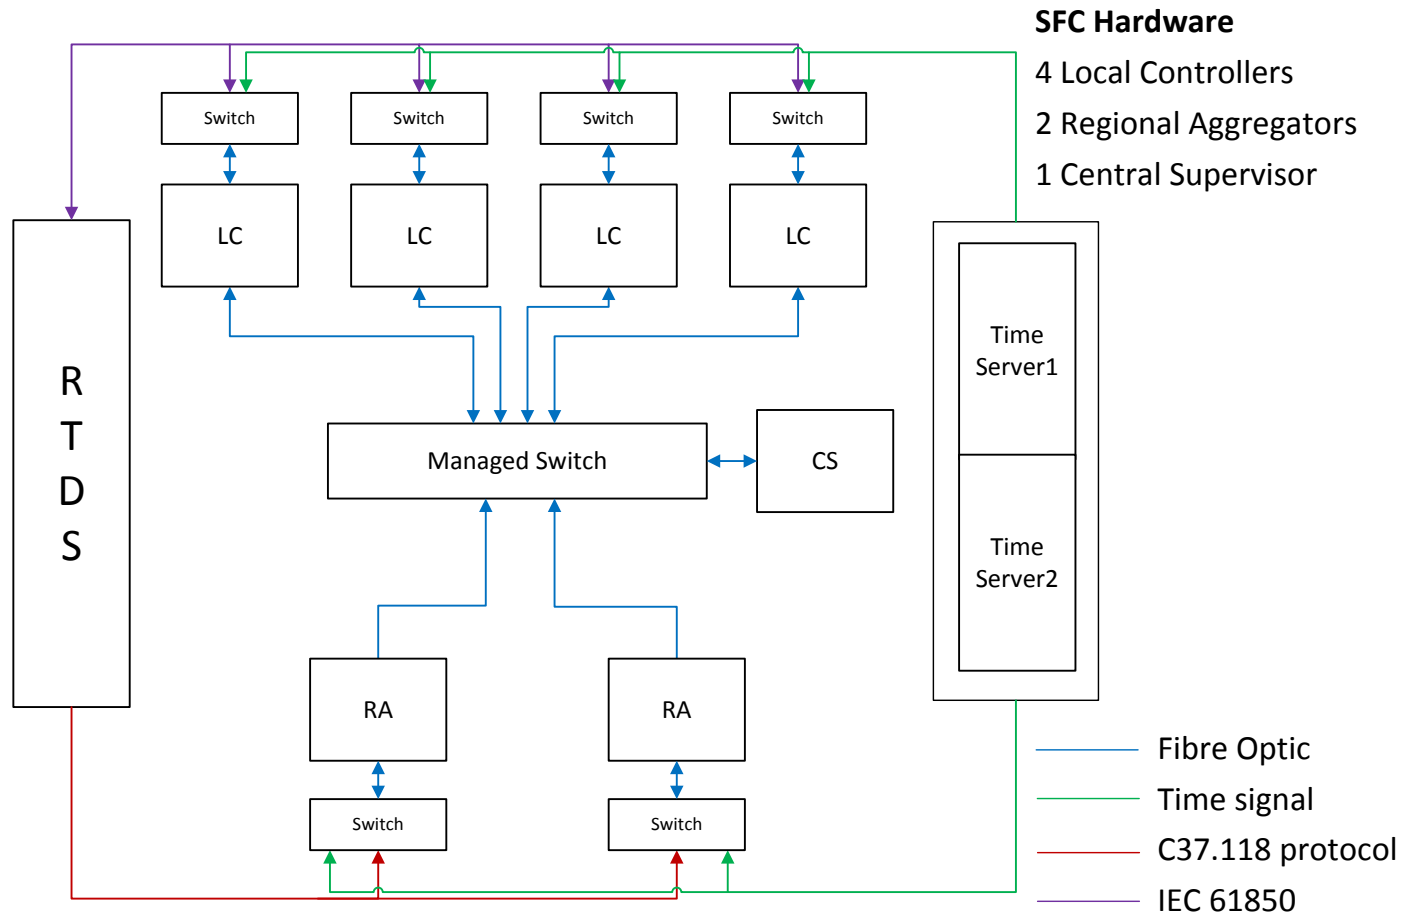 SFC Hardware
4 Local Controllers
2 Regional Aggregators
1 Central Supervisor
Switch
Switch
Switch
Switch
LC
LC
LC
LC
R
T
D
S
Time
Server1
Managed Switch
CS
Time
Server2
RA
RA
Switch
Switch
Fibre Optic
Time signal
C37.118 protocol
IEC 61850